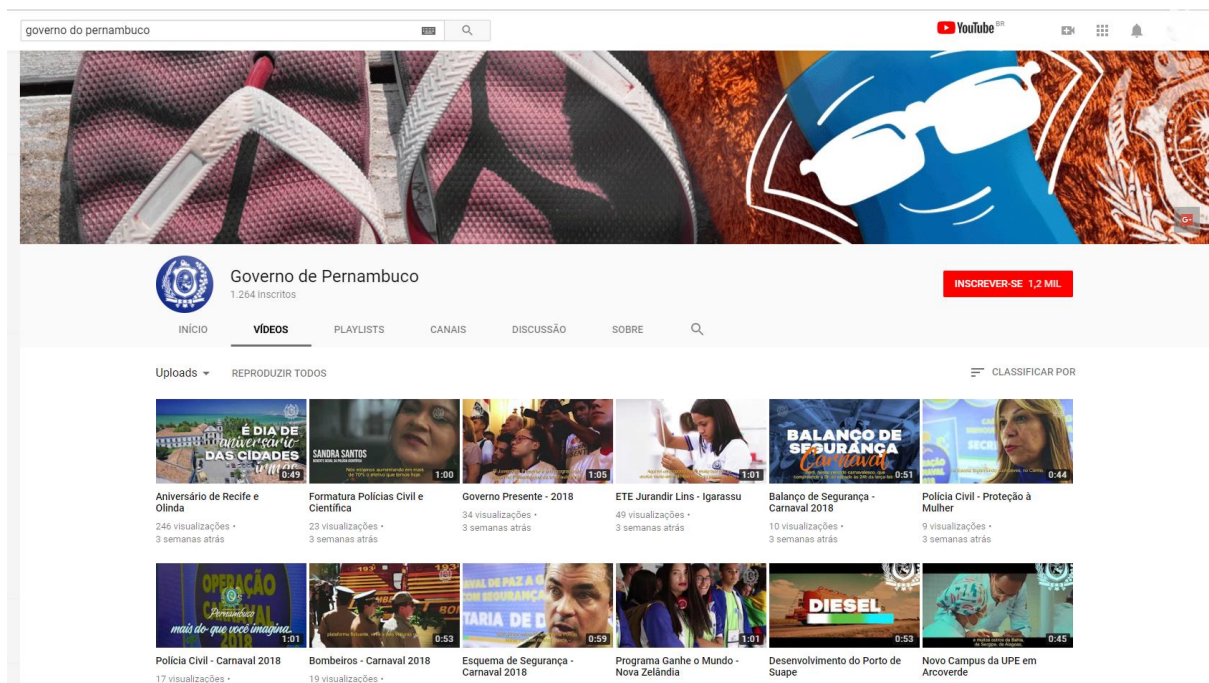 governo do pernambuco
YouTube BR
G+
Governo de Pernambuco
1.264 inscritos
INSCREVER-SE 1,2 MIL
INÍCIO VÍDEOS PLAYLISTS CANAIS DISCUSSÃO SOBRE
Uploads REPRODUZIR TODOS CLASSIFICAR POR
É DIA DE
aniversário
DAS CIDADES
irmãs
0:49
SANDRA SANTOS
1:00
1:05
1:01
BALANÇO DE
SEGURANÇA
Carnaval
0:51
0:44
Aniversário de Recife e
Olinda
246 visualizações •
3 semanas atrás
Formatura Polícias Civil e
Científica
23 visualizações •
3 semanas atrás
Governo Presente - 2018
34 visualizações •
3 semanas atrás
ETE Jurandir Lins - Igarassu
49 visualizações •
3 semanas atrás
Balanço de Segurança -
Carnaval 2018
10 visualizações •
3 semanas atrás
Polícia Civil - Proteção à
Mulher
9 visualizações •
3 semanas atrás
OPERAÇÃO
Pernambuco
mais do que você imagina.
1:01
193
0:53
TARIA DE D
0:59
1:01
DIESEL
0:53
0:45
Polícia Civil - Carnaval 2018
17 visualizações •
Bombeiros - Carnaval 2018
19 visualizações •
Esquema de Segurança -
Carnaval 2018
Programa Ganhe o Mundo -
Nova Zelândia
Desenvolvimento do Porto de
Suape
Novo Campus da UPE em
Arcoverde